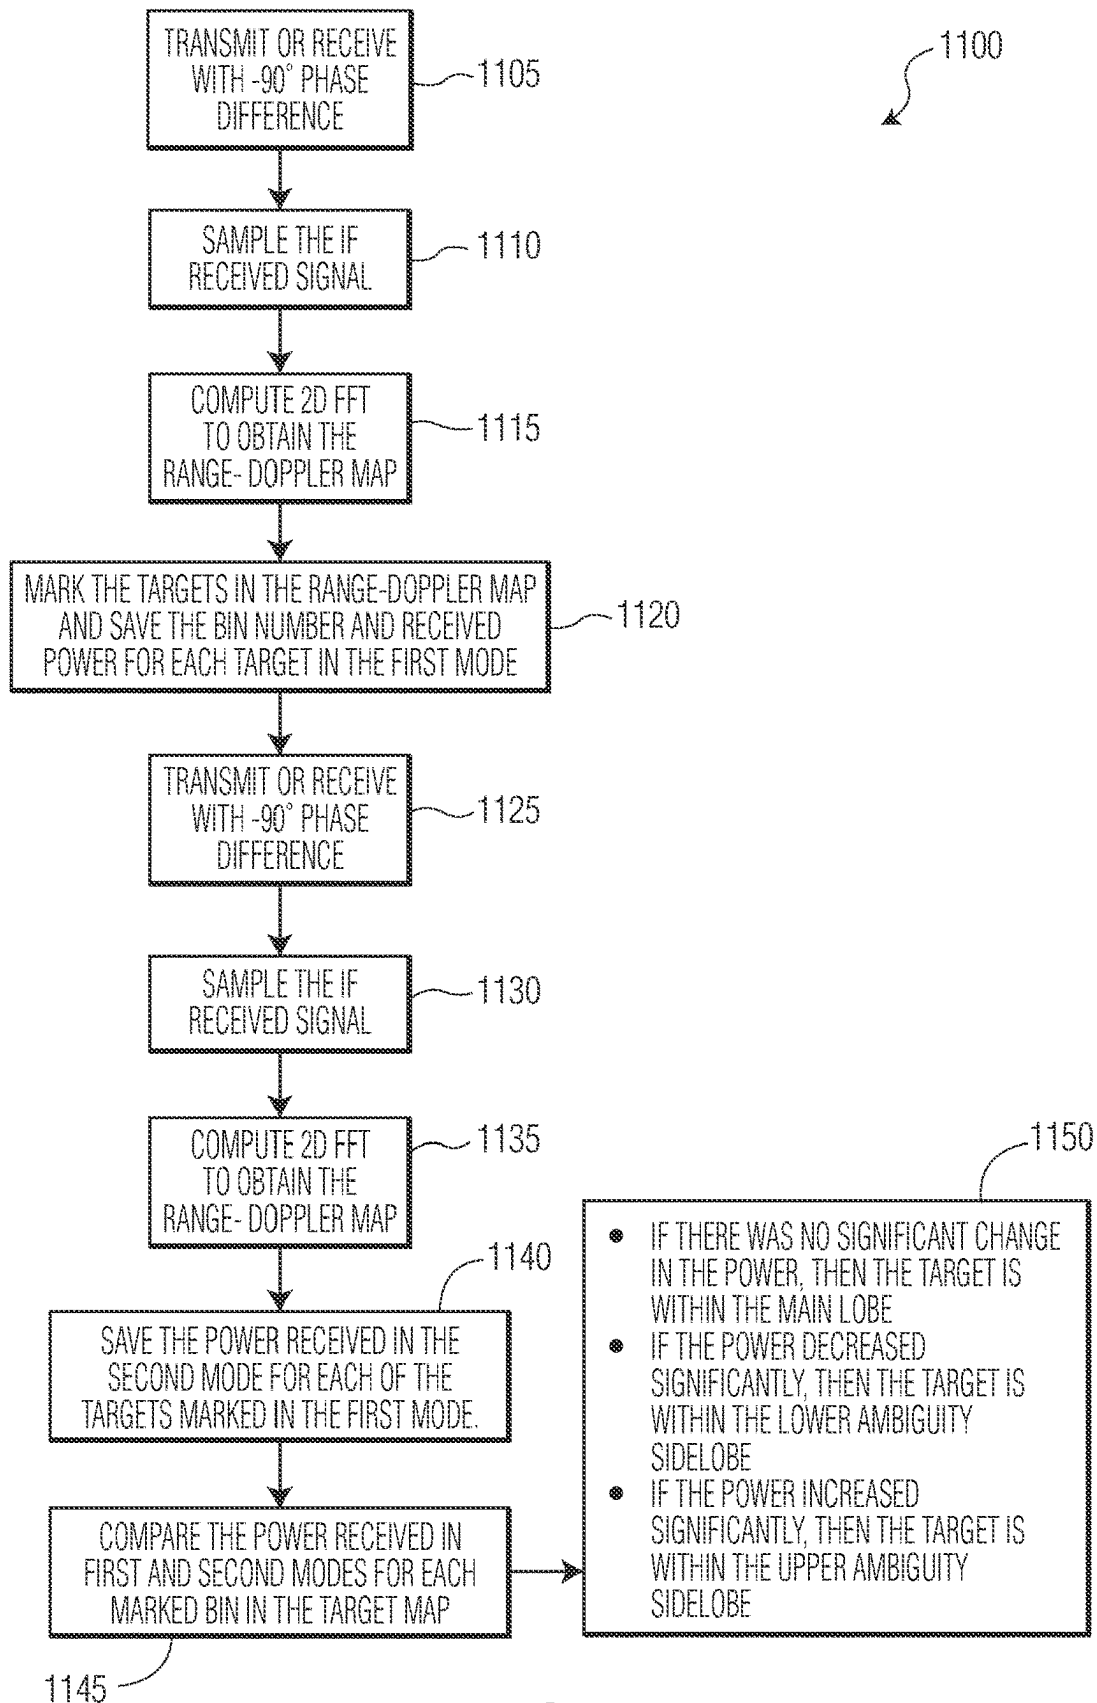 TRANSMIT OR RECEIVE
WITH -90° PHASE
DIFFERENCE
1105
1100
SAMPLE THE IF
RECEIVED SIGNAL
1110
COMPUTE 2D FFT
TO OBTAIN THE
RANGE- DOPPLER MAP
1115
MARK THE TARGETS IN THE RANGE-DOPPLER MAP
AND SAVE THE BIN NUMBER AND RECEIVED
POWER FOR EACH TARGET IN THE FIRST MODE
1120
TRANSMIT OR RECEIVE
WITH -90° PHASE
DIFFERENCE
1125
SAMPLE THE IF
RECEIVED SIGNAL
1130
COMPUTE 2D FFT
TO OBTAIN THE
RANGE- DOPPLER MAP
1135
SAVE THE POWER RECEIVED IN THE
SECOND MODE FOR EACH OF THE
TARGETS MARKED IN THE FIRST MODE.
1140
COMPARE THE POWER RECEIVED IN
FIRST AND SECOND MODES FOR EACH
MARKED BIN IN THE TARGET MAP
1145
1150
● IF THERE WAS NO SIGNIFICANT CHANGE
IN THE POWER, THEN THE TARGET IS
WITHIN THE MAIN LOBE
● IF THE POWER DECREASED
SIGNIFICANTLY, THEN THE TARGET IS
WITHIN THE LOWER AMBIGUITY
SIDELOBE
● IF THE POWER INCREASED
SIGNIFICANTLY, THEN THE TARGET IS
WITHIN THE UPPER AMBIGUITY
SIDELOBE